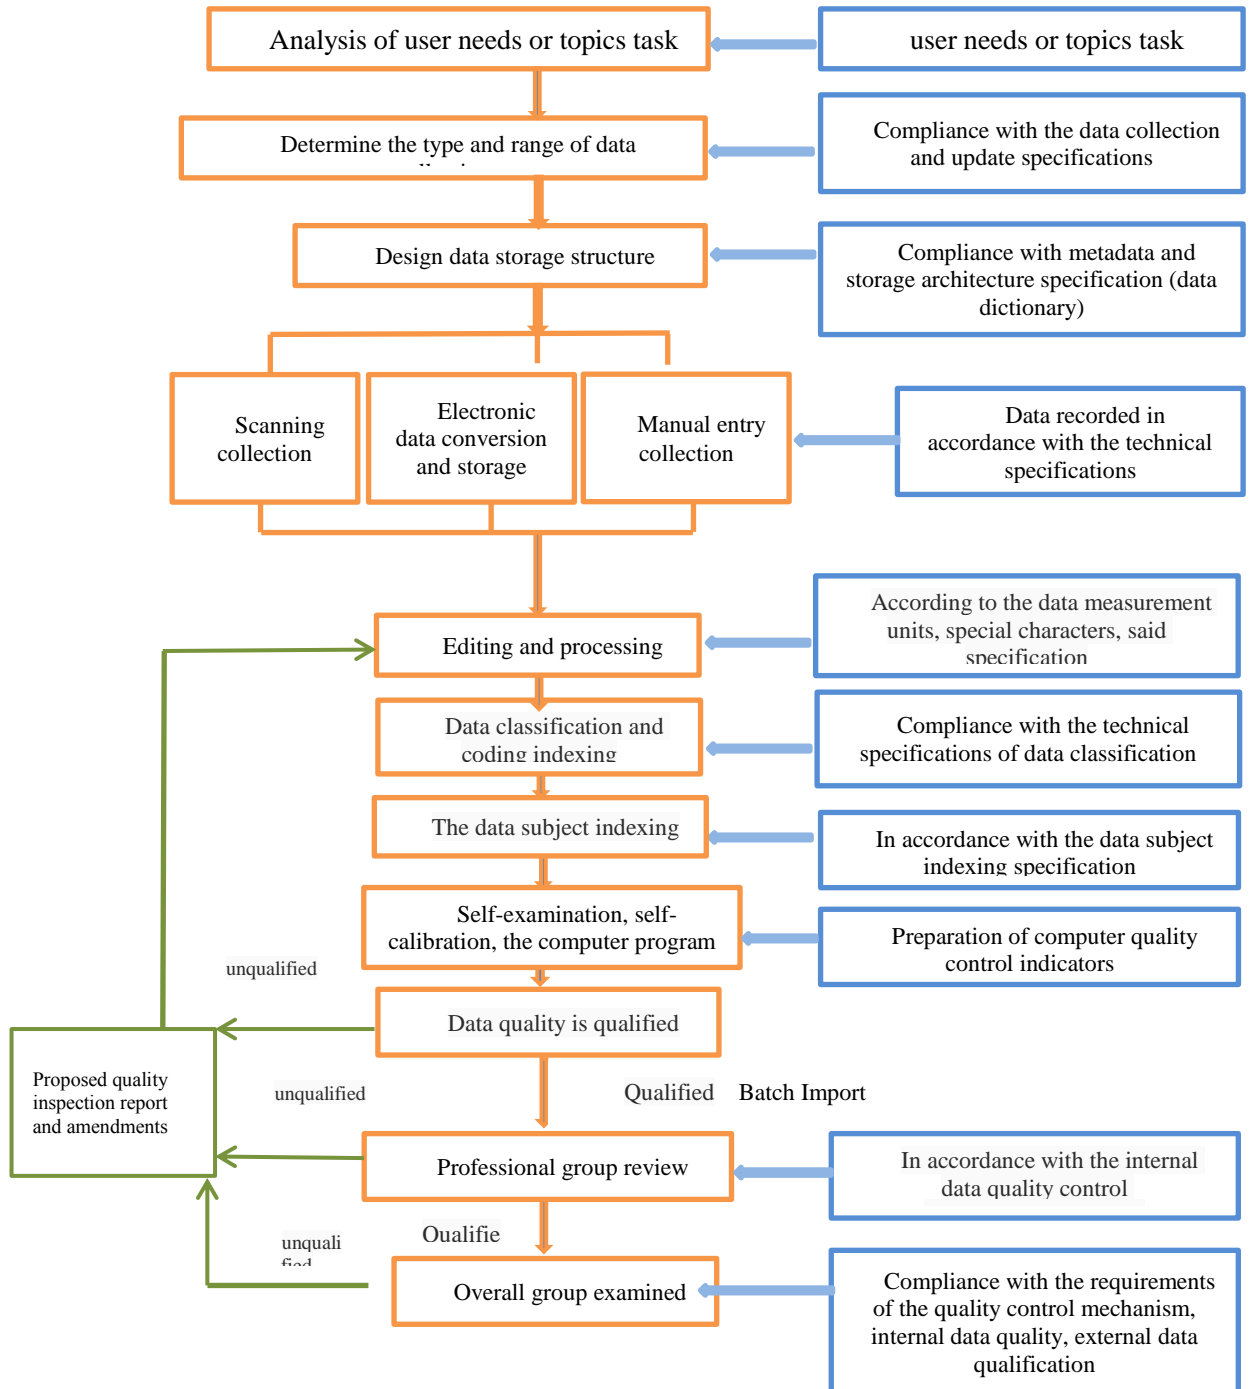 Analysis of user needs or topics task
user needs or topics task
Determine the type and range of data
Compliance with the data collection
and update specifications
Design data storage structure
Compliance with metadata and
storage architecture specification (data
dictionary)
Scanning
collection
Electronic
data conversion
and storage
Manual entry
collection
Data recorded in
accordance with the technical
specifications
Editing and processing
According to the data measurement
units, special characters, said
specification
Data classification and
coding indexing
Compliance with the technical
specifications of data classification
The data subject indexing
In accordance with the data subject
indexing specification
Self-examination, self-
calibration, the computer program
Preparation of computer quality
control indicators
unqualified
Data quality is qualified
Proposed quality
inspection report
and amendments
unqualified
Qualified Batch Import
Professional group review
In accordance with the internal
data quality control
unquali
fied
Qualifie
Overall group examined
Compliance with the requirements
of the quality control mechanism,
internal data quality, external data
qualification